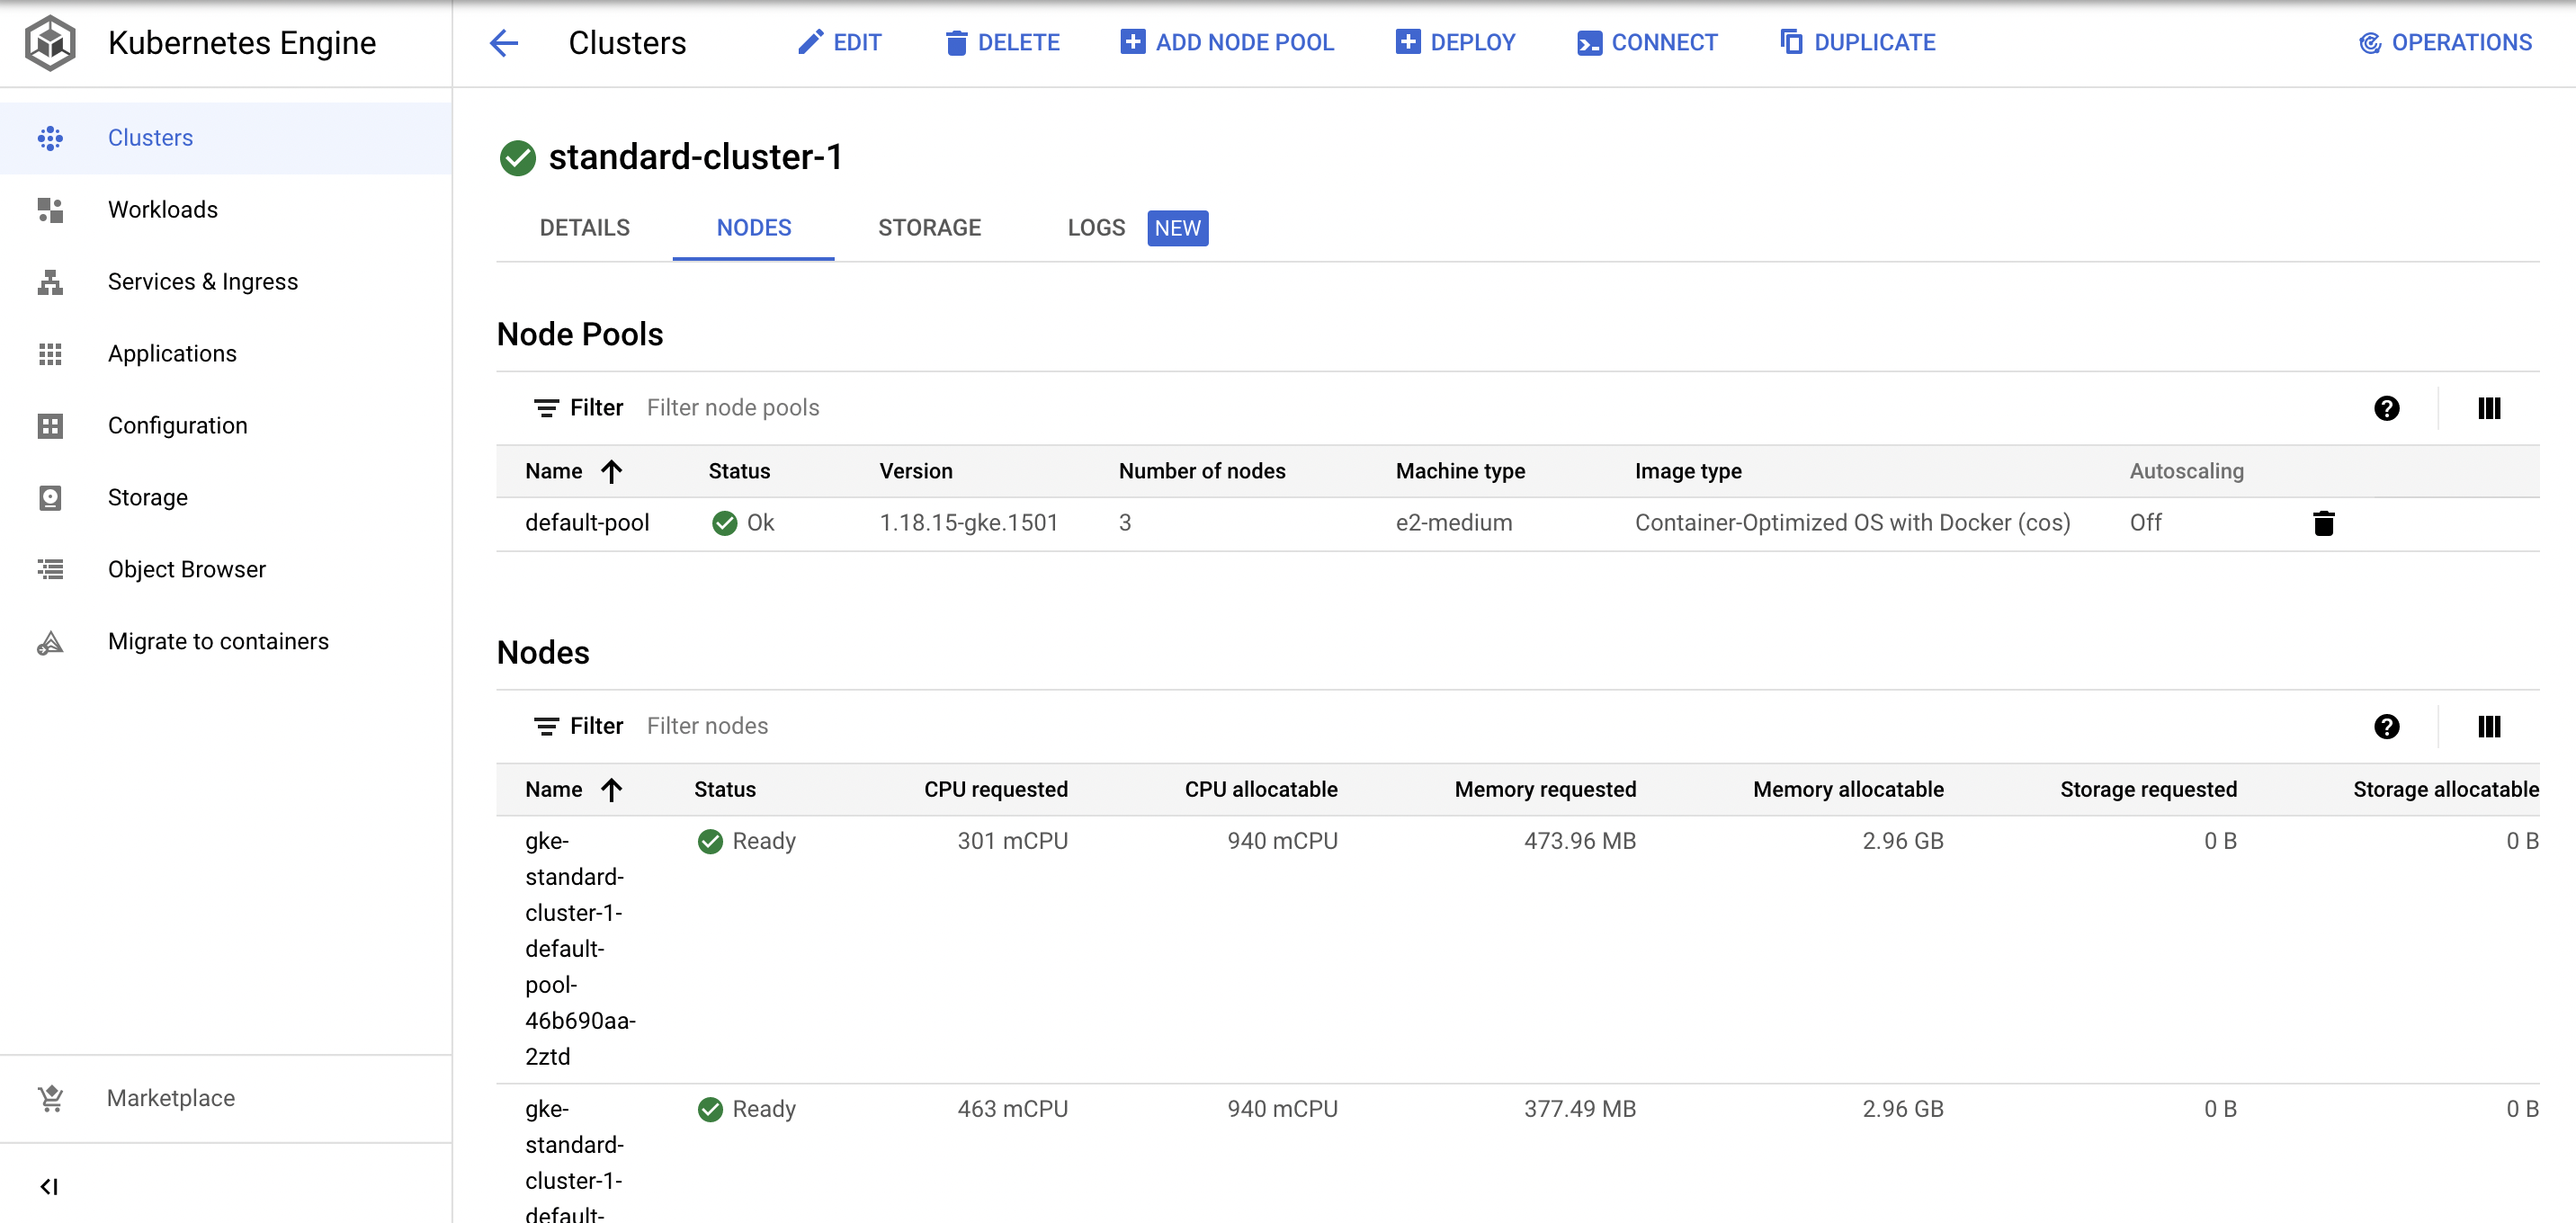 Kubernetes Engine
Clusters
EDIT
DELETE
ADD NODE POOL
DEPLOY
CONNECT
DUPLICATE
OPERATIONS
Clusters
Workloads
Services & Ingress
Applications
Configuration
Storage
Object Browser
Migrate to containers
Marketplace
standard-cluster-1
DETAILS
NODES
STORAGE
LOGS
NEW
Node Pools
Filter
Filter node pools
Name Status Version Number of nodes Machine type Image type Autoscaling
default-pool Ok 1.18.15-gke.1501 3 e2-medium Container-Optimized OS with Docker (cos) Off
Nodes
Filter
Filter nodes
Name Status CPU requested CPU allocatable Memory requested Memory allocatable Storage requested Storage allocatable
gke- Ready 301 mCPU 940 mCPU 473.96 MB 2.96 GB 0 B 0 B
standard-
cluster-1-
default-
pool-
46b690aa-
2ztd
gke- Ready 463 mCPU 940 mCPU 377.49 MB 2.96 GB 0 B 0 B
standard-
cluster-1-
default-